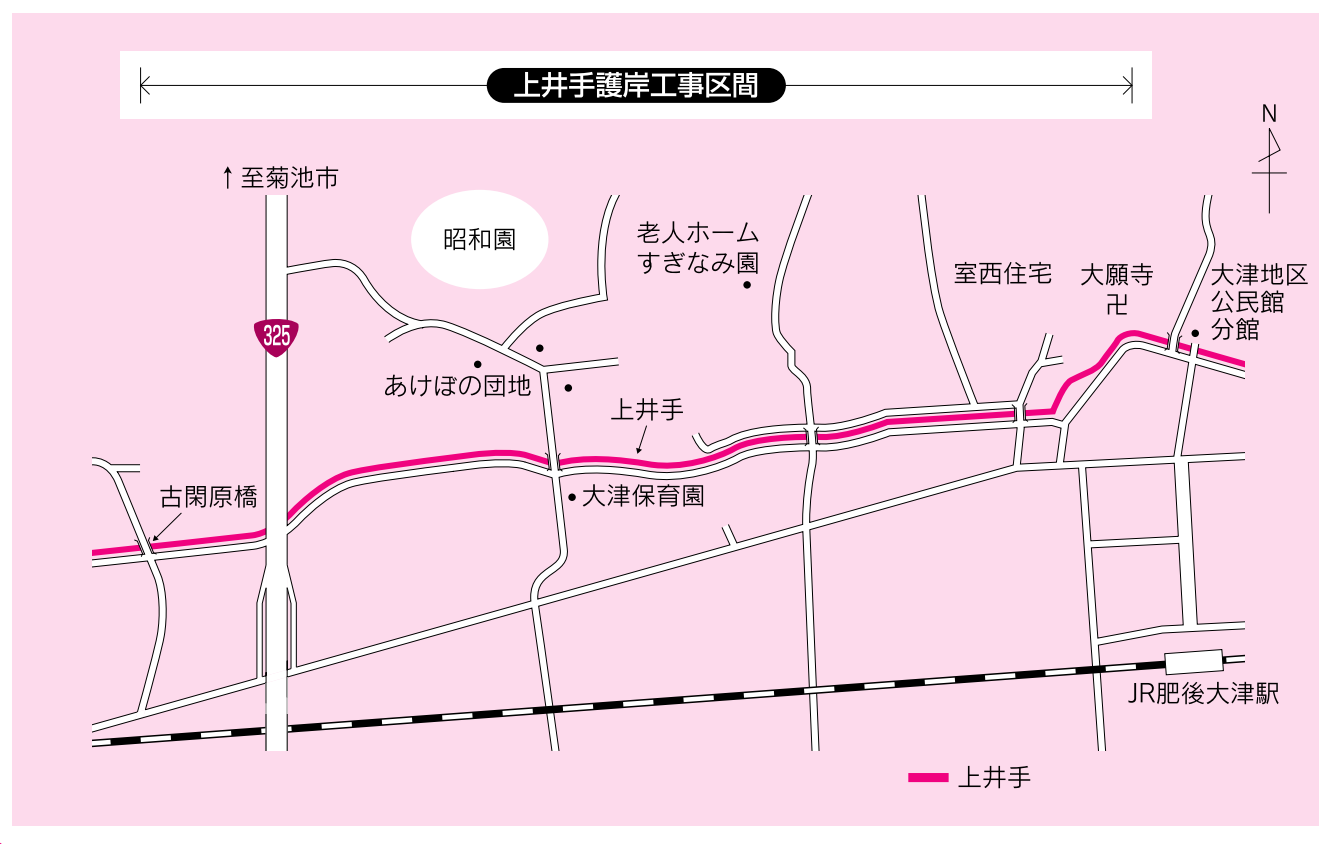 上井手護岸工事区間
N
↑至菊池市
昭和園
老人ホーム
すぎなみ園
室西住宅
大願寺
卍
大津地区
公民館
分館
325
あけぼの団地
上井手
古閑原橋
大津保育園
JR肥後大津駅
上井手